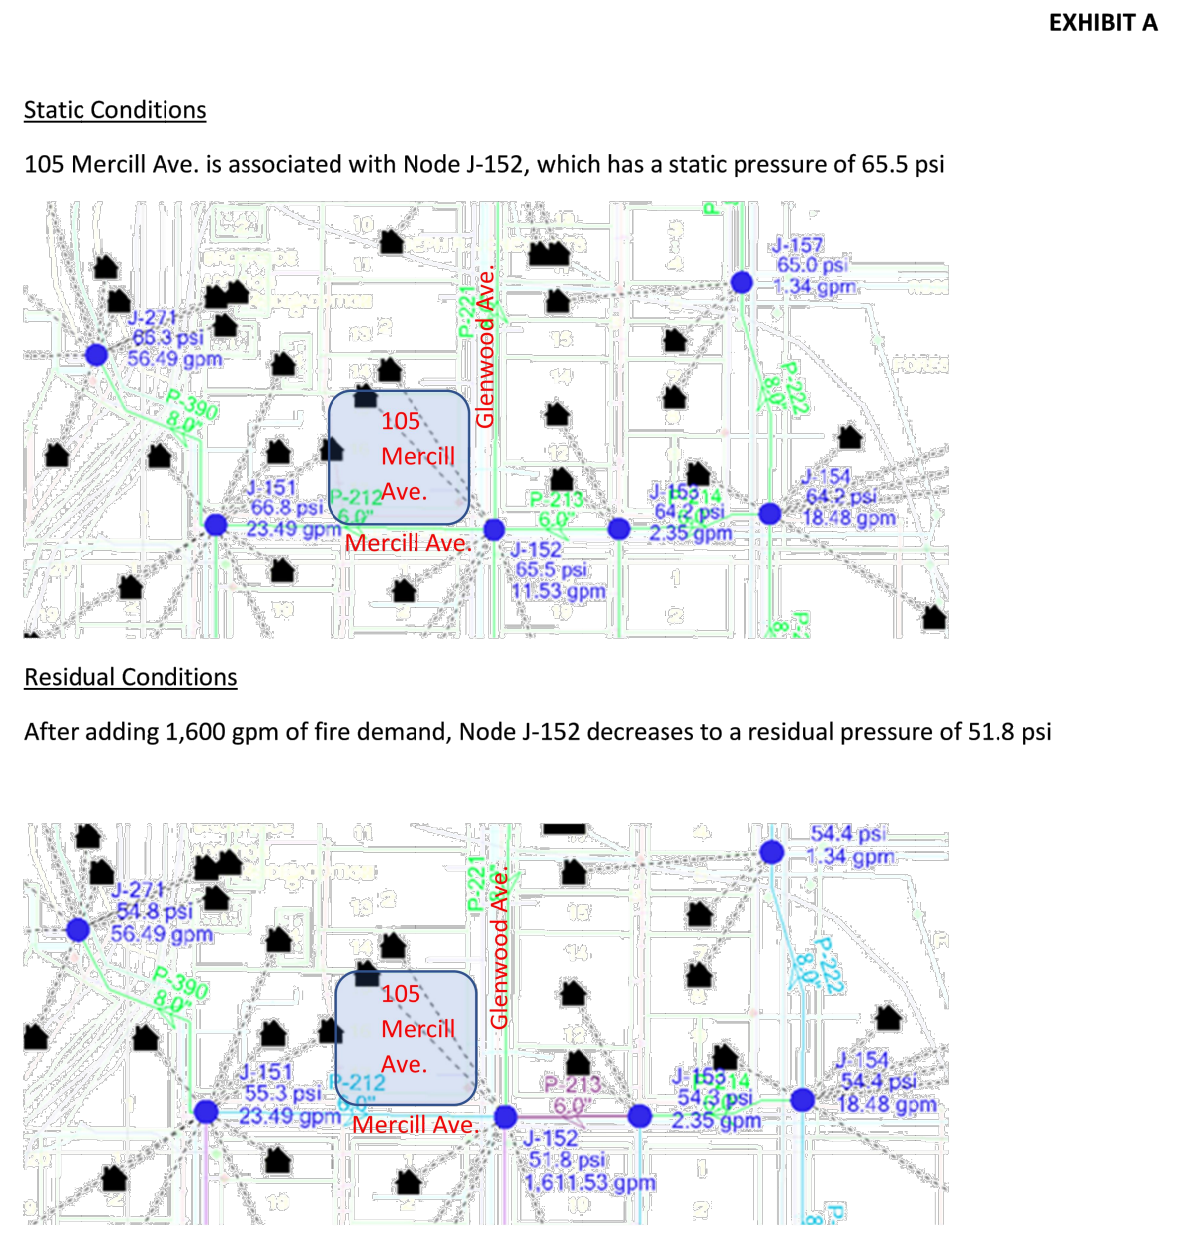 EXHIBIT A
Static Conditions
105 Mercill Ave. is associated with Node J-152, which has a static pressure of 65.5 psi
J-157
65.0 psi
1.34 gpm
P-221
Glenwood Ave.
J-271
66.3 psi
56.49 gpm
P-390
8.0"
P-222
8.0"
105
Mercill
Ave.
J-151
66.8 psi
23.49 gpm
P-212
6.0"
P-213
6.0"
J-153
64.2 psi
2.35 gpm
J-154
64.2 psi
18.48 gpm
Mercill Ave.
J-152
65.5 psi
11.53 gpm
Residual Conditions
After adding 1,600 gpm of fire demand, Node J-152 decreases to a residual pressure of 51.8 psi
54.4 psi
1.34 gpm
P-221
Glenwood Ave.
J-271
54.8 psi
56.49 gpm
P-390
8.0"
P-222
8.0"
105
Mercill
Ave.
J-151
55.3 psi
23.49 gpm
P-212
6.0"
P-213
6.0"
J-153
54.3 psi
2.35 gpm
J-154
54.4 psi
18.48 gpm
Mercill Ave.
J-152
51.8 psi
1,611.53 gpm